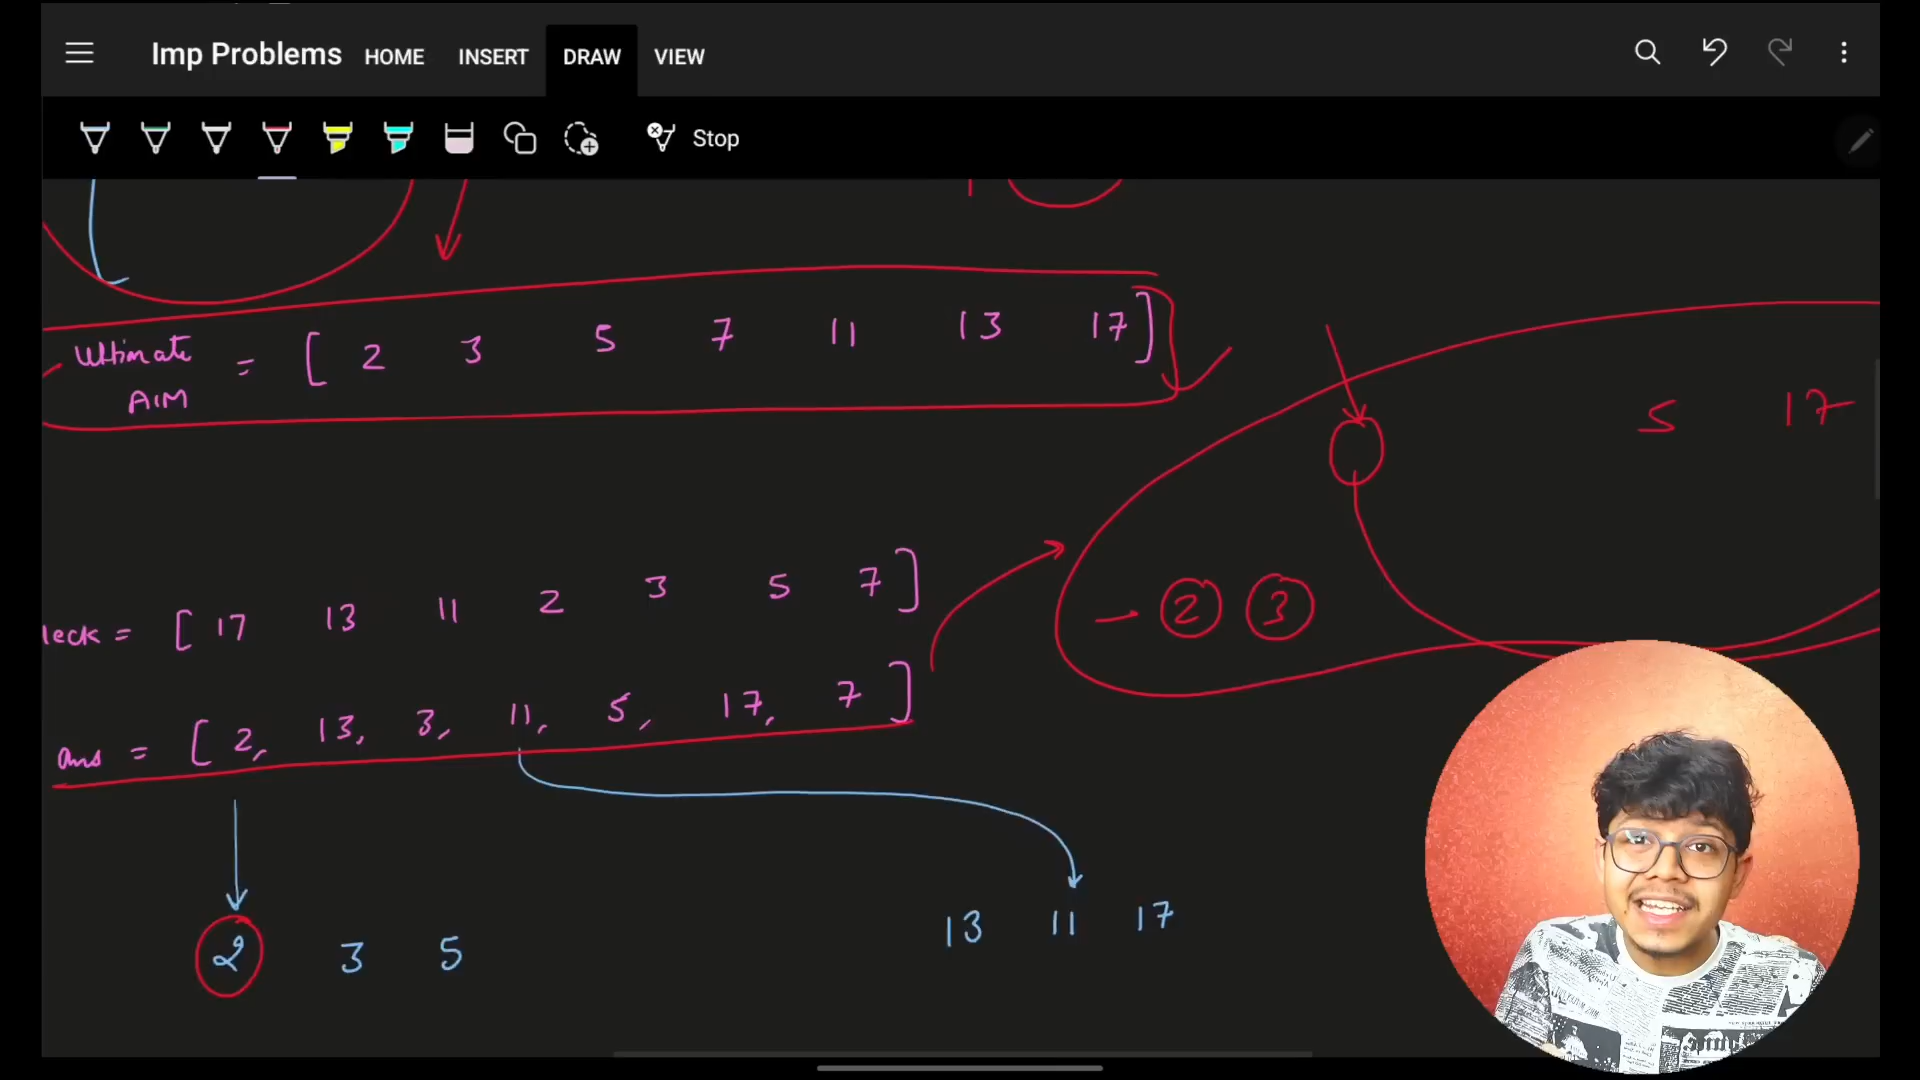 Imp Problems HOME INSERT DRAW VIEW
Stop
Ultimate AIM = [ 2 3 5 7 11 13 17 ]
5 17
leck = [ 17 13 11 2 3 5 7 ]
2 3
ans = [ 2, 13, 3, 11, 5, 17, 7 ]
2 3 5 13 11 17